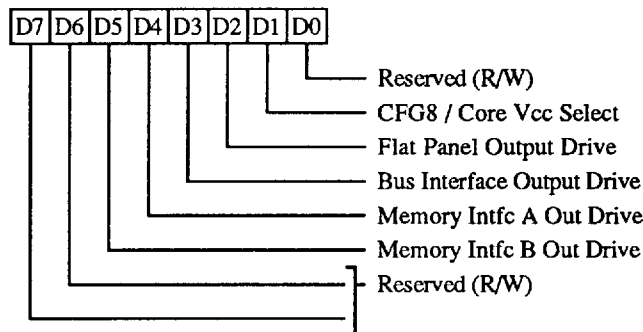 D7 D6 D5 D4 D3 D2 D1 D0
Reserved (R/W)
CFG8 / Core Vcc Select
Flat Panel Output Drive
Bus Interface Output Drive
Memory Intfc A Out Drive
Memory Intfc B Out Drive
Reserved (R/W)